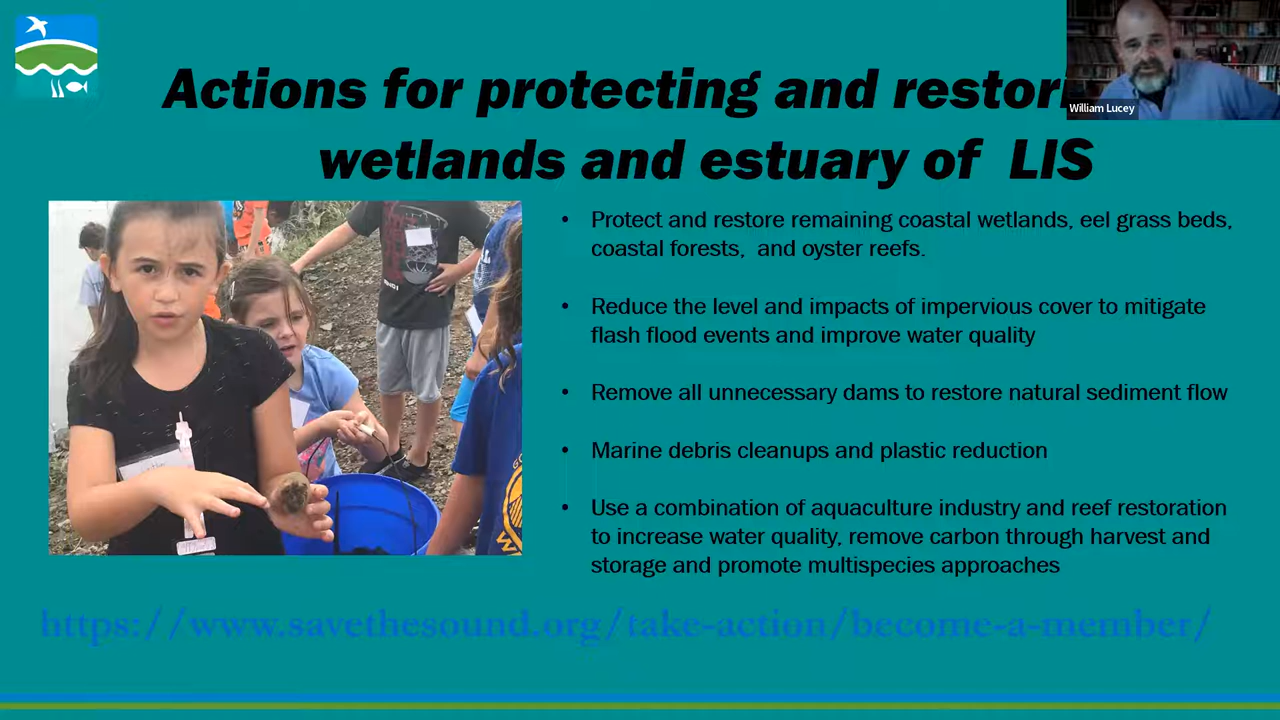 Actions for protecting and restor
William Lucey
wetlands and estuary of LIS
• Protect and restore remaining coastal wetlands, eel grass beds,
coastal forests, and oyster reefs.
• Reduce the level and impacts of impervious cover to mitigate
flash flood events and improve water quality
• Remove all unnecessary dams to restore natural sediment flow
• Marine debris cleanups and plastic reduction
• Use a combination of aquaculture industry and reef restoration
to increase water quality, remove carbon through harvest and
storage and promote multispecies approaches
https://www.savethesound.org/take-action/become-a-member/